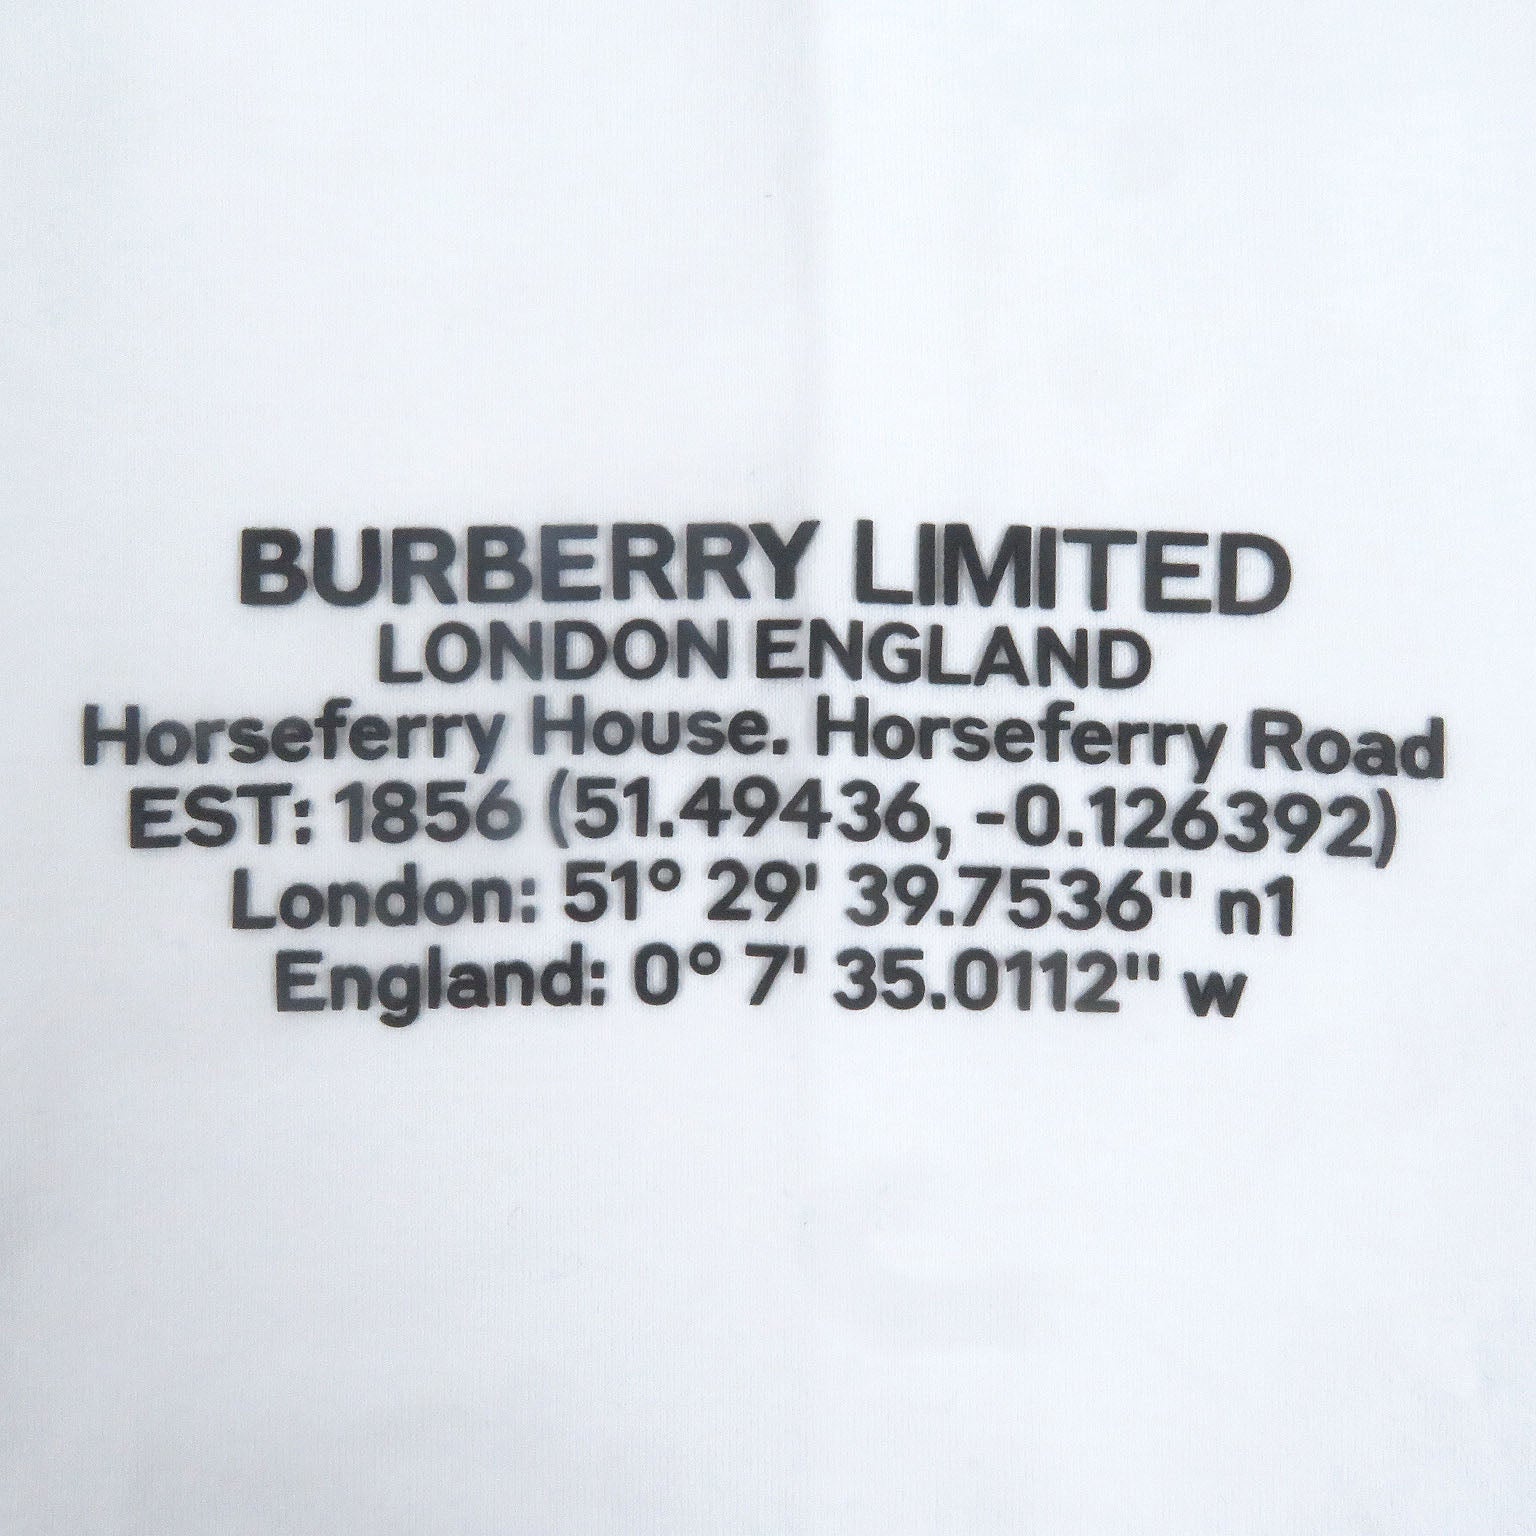 BURBERRY LIMITED
LONDON ENGLAND
Horseferry House. Horseferry Road
EST: 1856 (51.49436, -0.126392)
London: 51° 29' 39.7536" n1
England: 0° 7' 35.0112" w